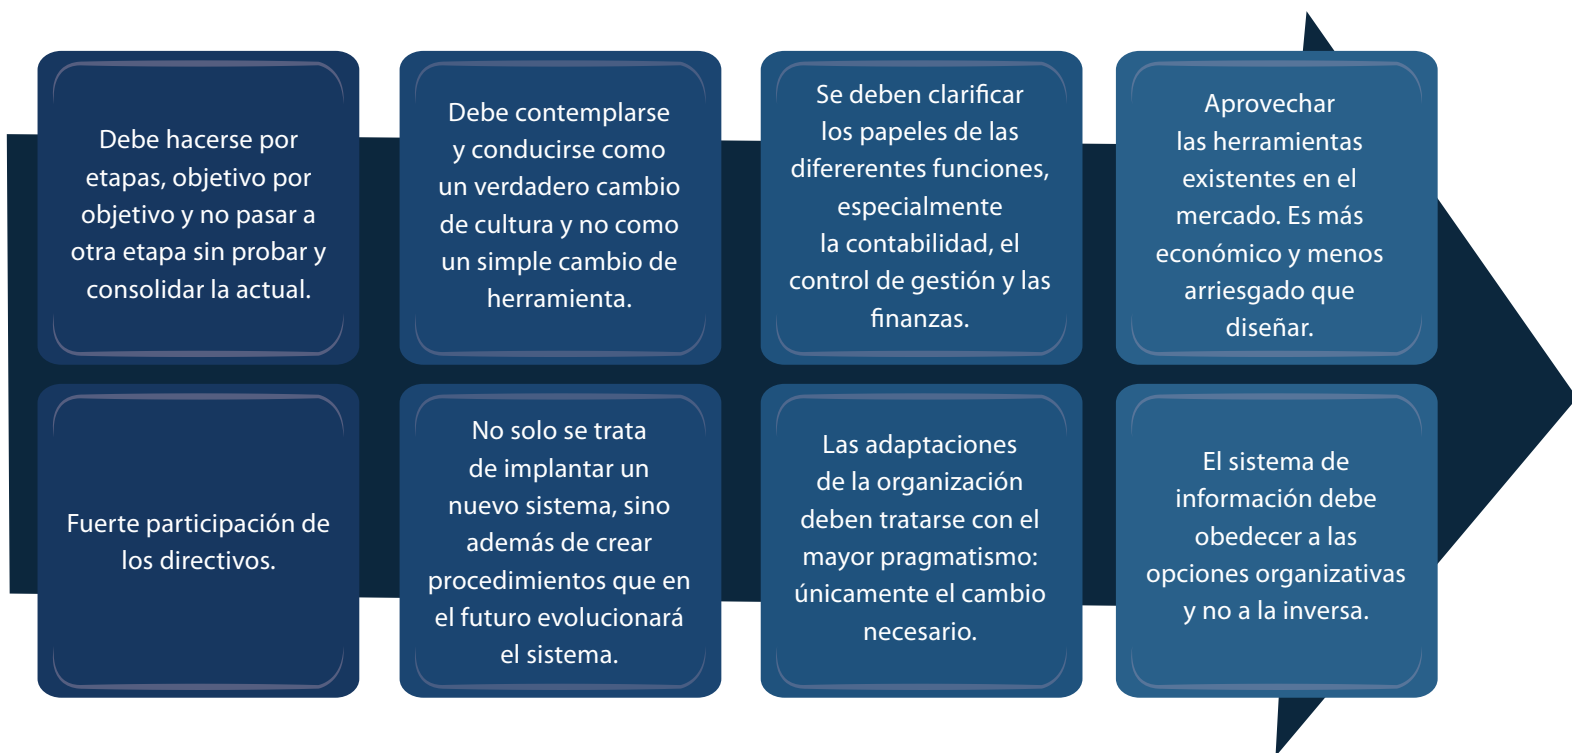 Debe hacerse por
etapas, objetivo por
objetivo y no pasar a
otra etapa sin probar y
consolidar la actual.
Debe contemplarse
y conducirse como
un verdadero cambio
de cultura y no como
un simple cambio de
herramienta.
Se deben clarificar
los papeles de las
difererentes funciones,
especialmente
la contabilidad, el
control de gestión y las
finanzas.
Aprovechar
las herramientas
existentes en el
mercado. Es más
económico y menos
arriesgado que
diseñar.
Fuerte participación de
los directivos.
No solo se trata
de implantar un
nuevo sistema, sino
además de crear
procedimientos que en
el futuro evolucionará
el sistema.
Las adaptaciones
de la organización
deben tratarse con el
mayor pragmatismo:
únicamente el cambio
necesario.
El sistema de
información debe
obedecer a las
opciones organizativas
y no a la inversa.